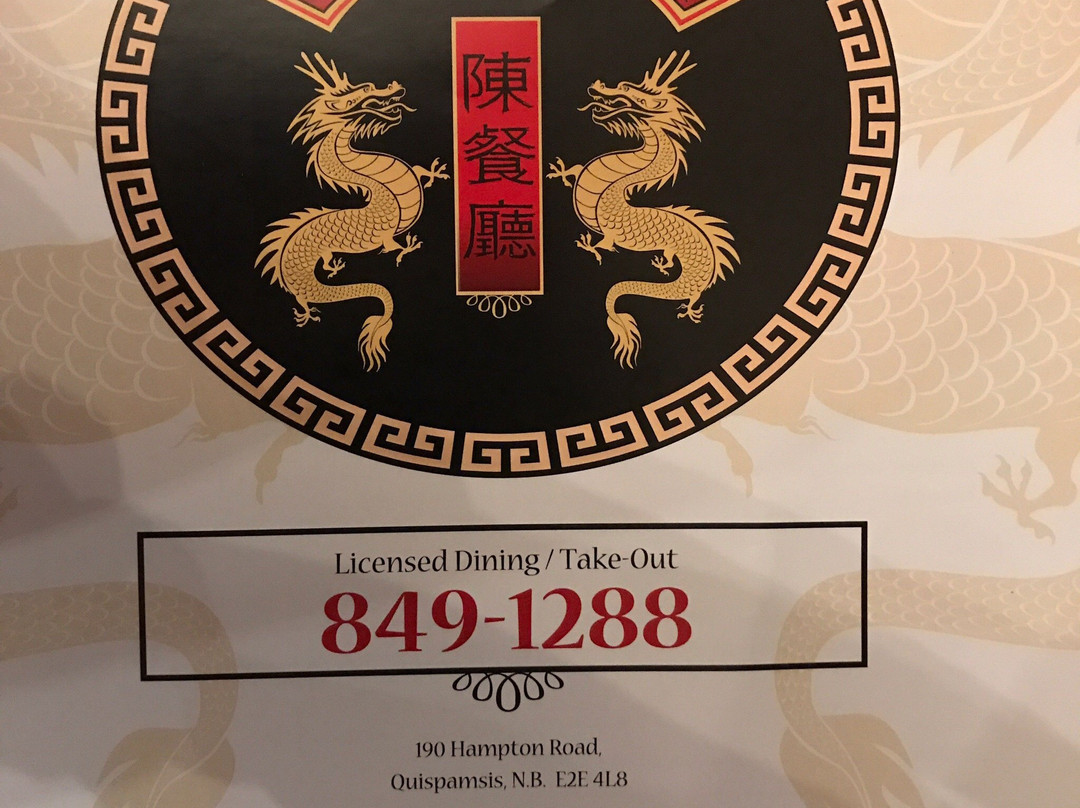 陳餐廳
Licensed Dining / Take-Out
849-1288
190 Hampton Road,
Quispamsis, N.B. E2E 4L8